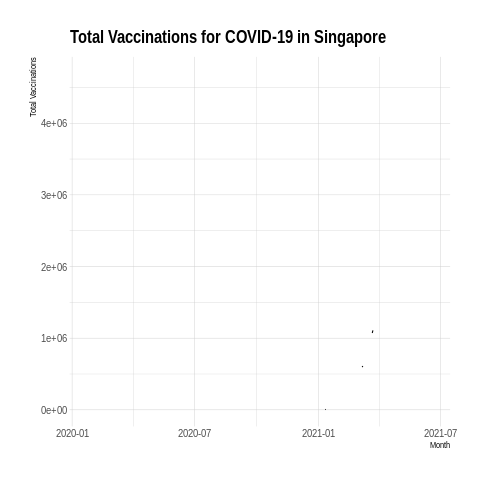 Total Vaccinations for COVID-19 in Singapore
Total Vaccinations
4e+06
3e+06
2e+06
1e+06
0e+00
2020-01 2020-07 2021-01 2021-07
Month